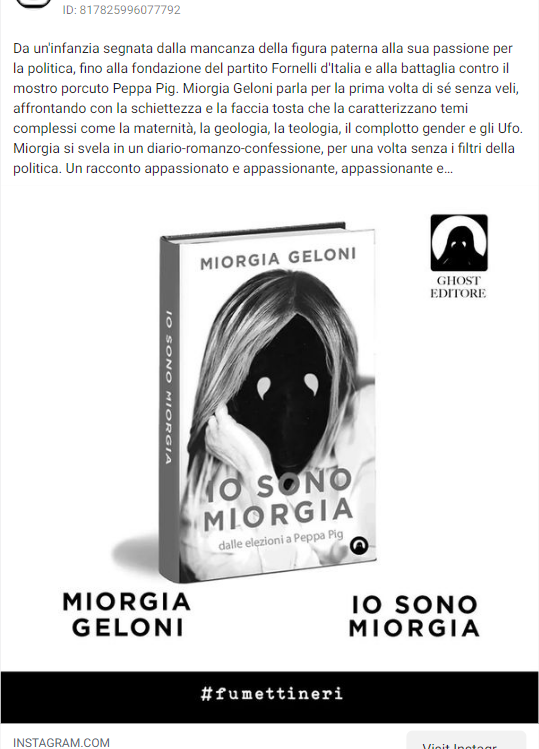 ID: 817825996077792
Da un'infanzia segnata dalla mancanza della figura paterna alla sua passione per
la politica, fino alla fondazione del partito Fornelli d'Italia e alla battaglia contro il
mostro porcuto Peppa Pig. Miorgia Geloni parla per la prima volta di sé senza veli,
affrontando con la schiettezza e la faccia tosta che la caratterizzano temi
complessi come la maternità, la geologia, la teologia, il complotto gender e gli Ufo.
Miorgia si svela in un diario-romanzo-confessione, per una volta senza i filtri della
politica. Un racconto appassionato e appassionante, appassionante e...
MIORGIA GELONI
IO SONO MIORGIA
IO SONO
MIORGIA
dalle elezioni a Peppa Pig
GHOST
EDITORE
MIORGIA
GELONI
IO SONO
MIORGIA
#fumettineri
INSTAGRAM.COM
Visit Instagr